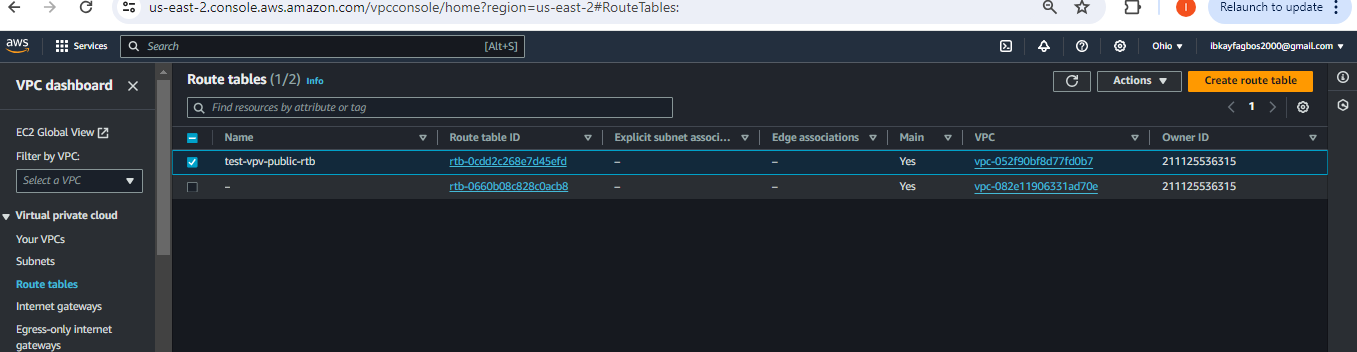 us-east-2.console.aws.amazon.com/vpcconsole/home?region=us-east-2#RouteTables:
Relaunch to update
I
aws
Services
Search
[Alt+S]
Ohio
ibkayfagbos2000@gmail.com
VPC dashboard
EC2 Global View
Filter by VPC:
Select a VPC
Virtual private cloud
Your VPCs
Subnets
Route tables
Internet gateways
Egress-only internet
gateways
Route tables (1/2) Info
Actions
Create route table
Find resources by attribute or tag
1
Name Route table ID Explicit subnet associ... Edge associations Main VPC Owner ID
test-vpv-public-rtb rtb-0cdd2c268e7d45efd – – Yes vpc-052f90bf8d77fd0b7 211125536315
– rtb-0660b08c828c0acb8 – – Yes vpc-082e11906331ad70e 211125536315